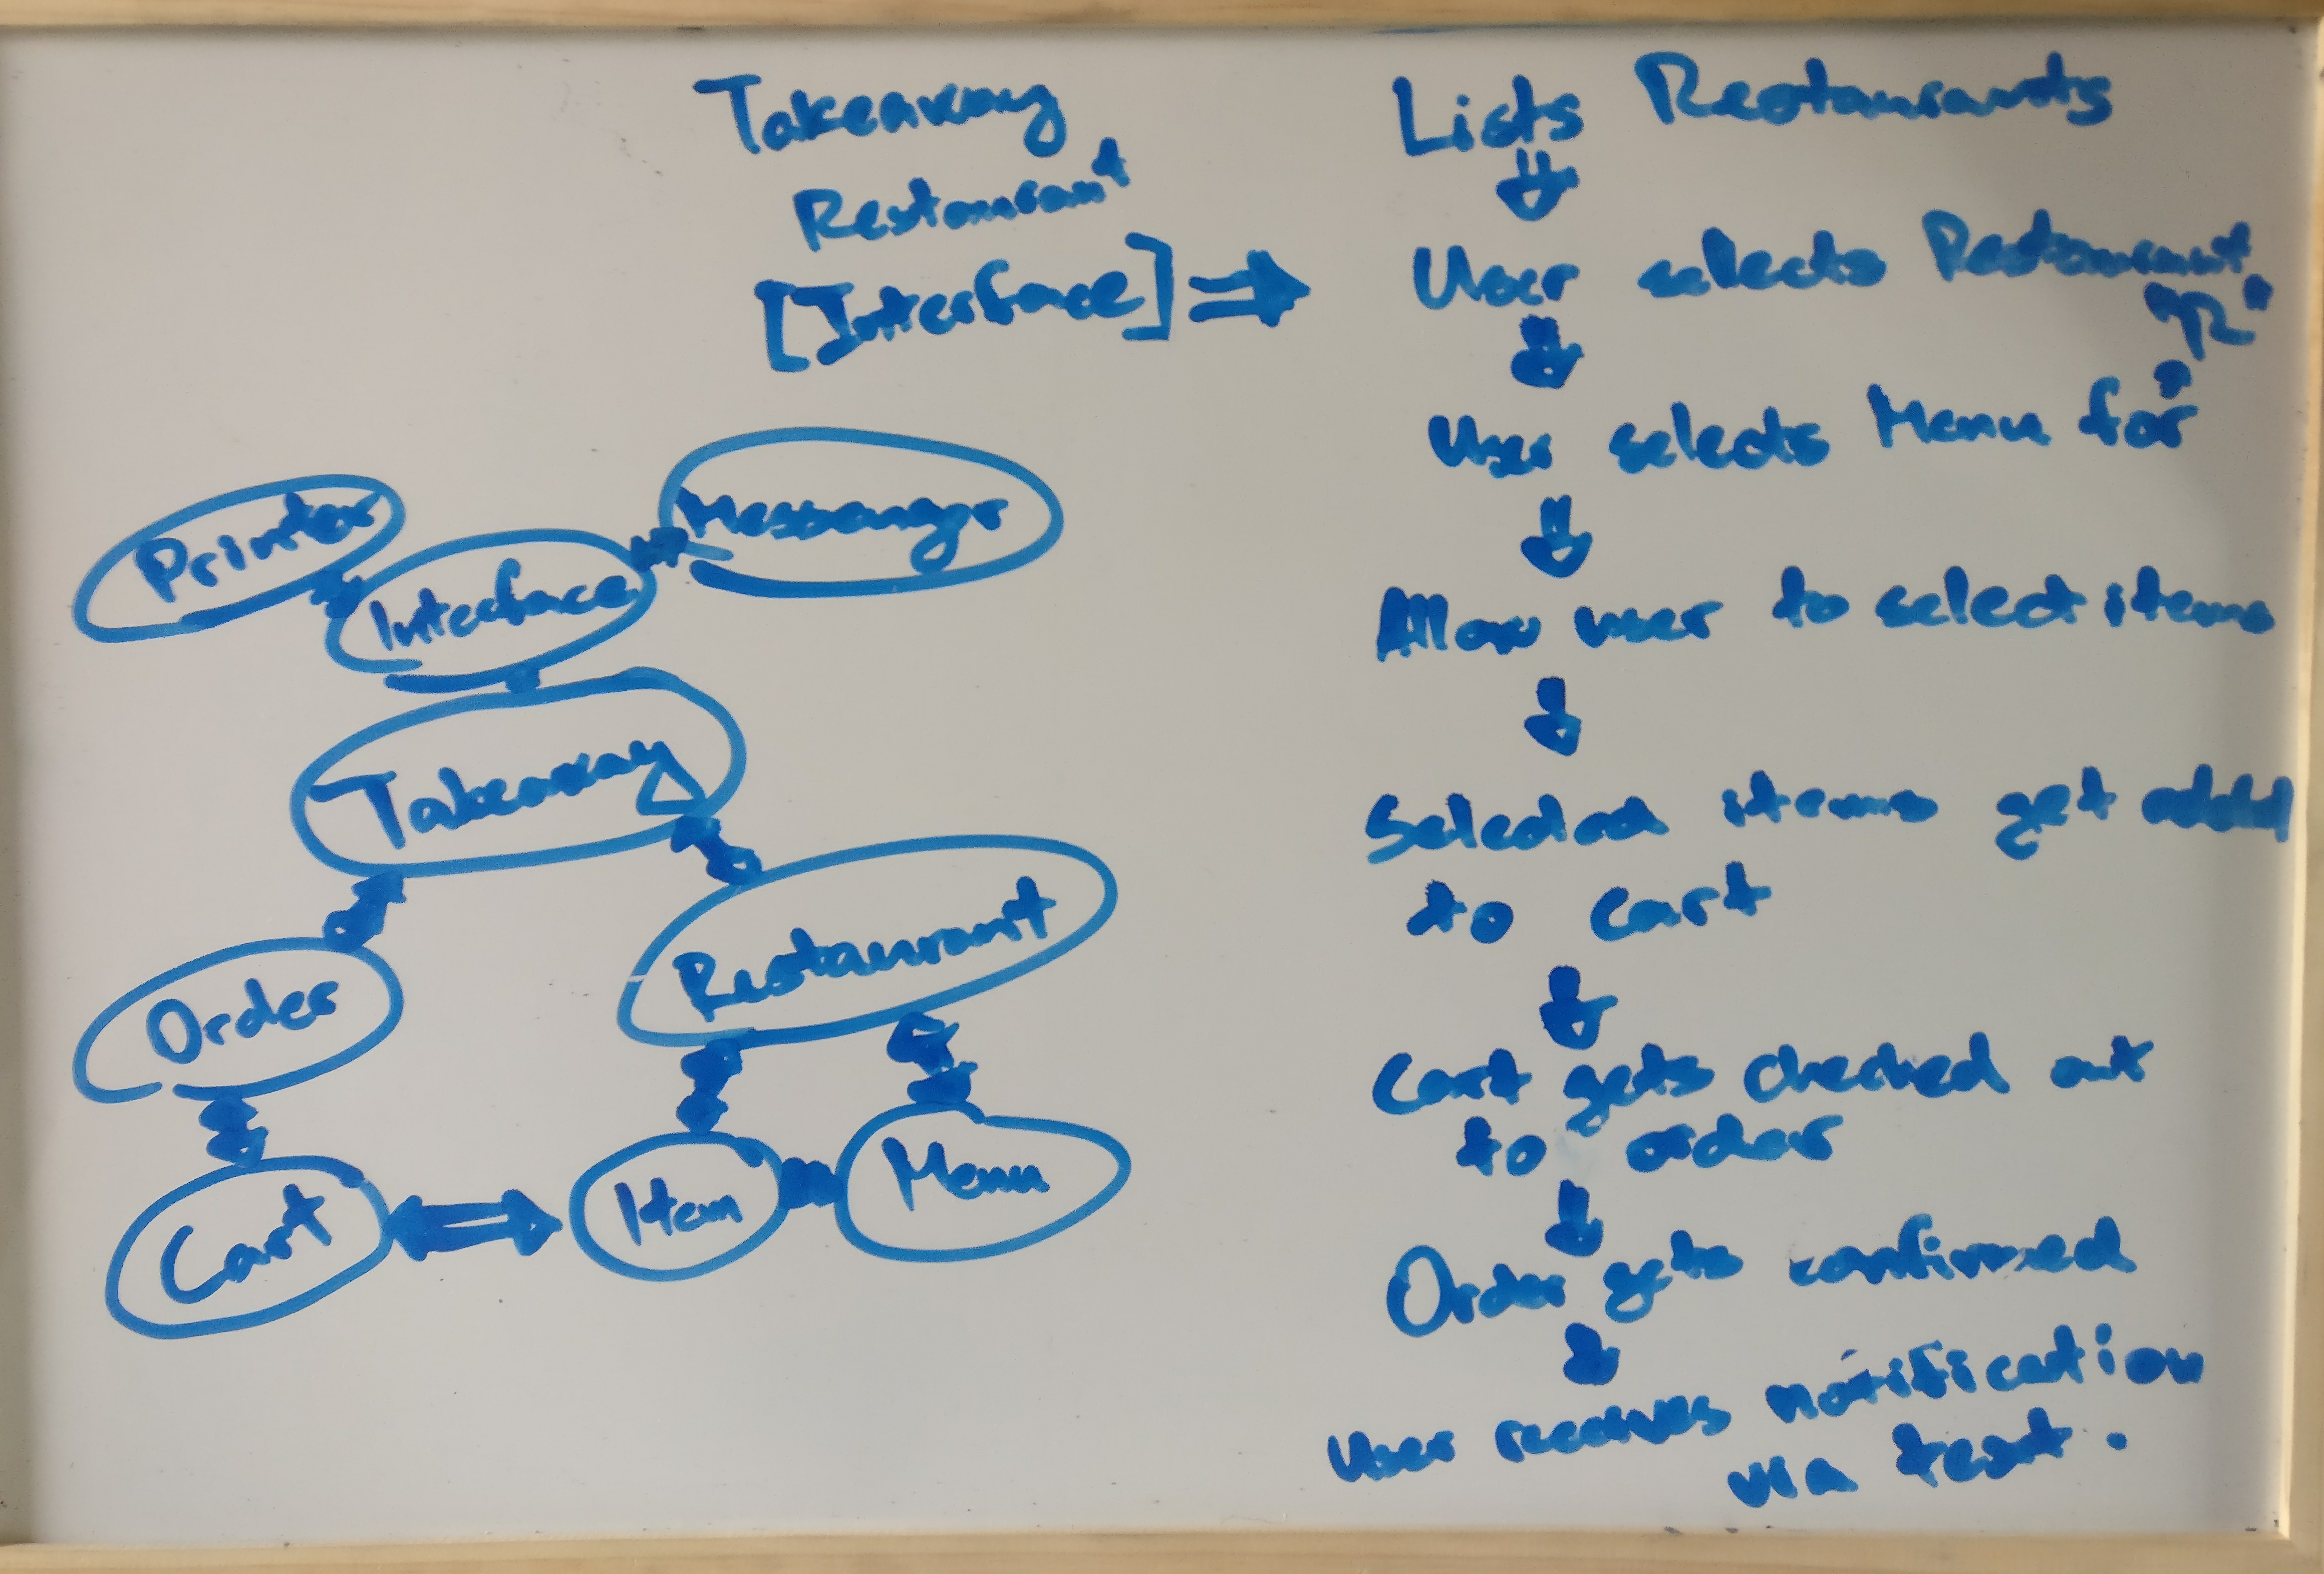 Takeaway
Restaurant
[Interface]
Printer
Messenger
Interface
Takeaway
Order
Restaurant
Cart
Item
Menu
Lists Restaurants
User selects Restaurant
"R"
User selects Menu for
Allow user to select items
Selected items get added
to cart
Cart gets checked out
to order
Order gets confirmed
User receives notification
via text.